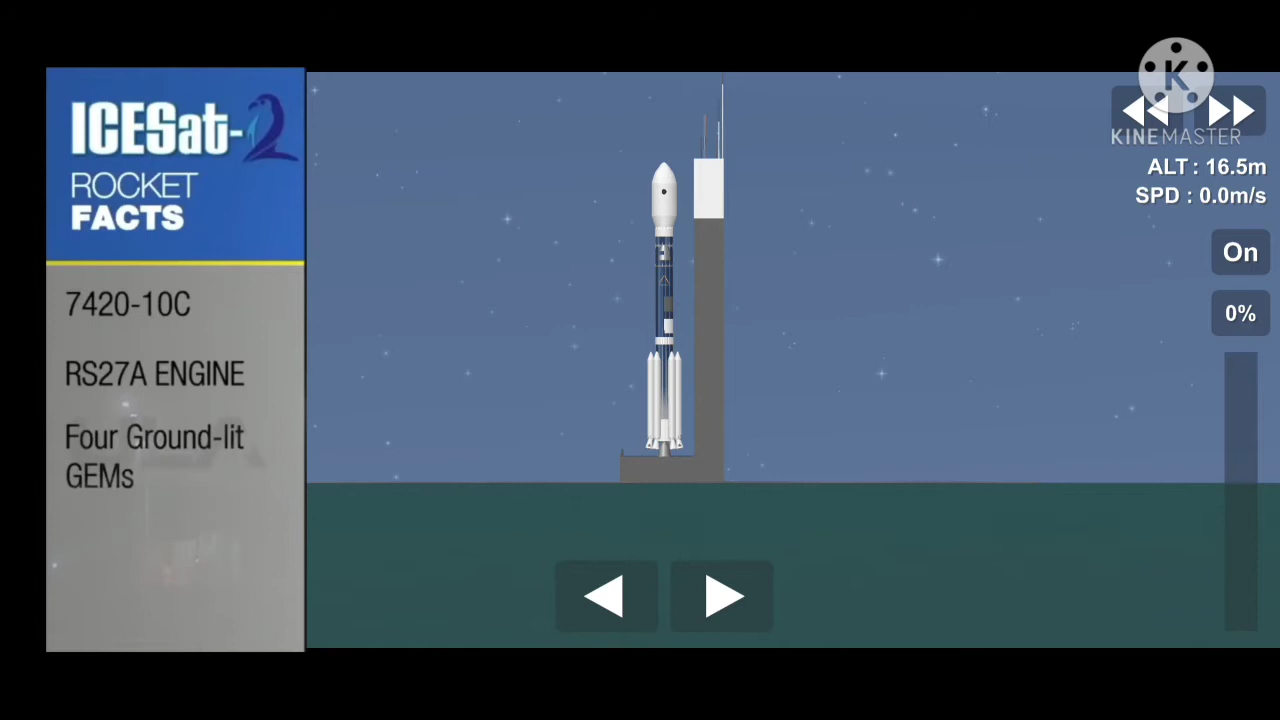 ICESat-2
ROCKET
FACTS
7420-10C
RS27A ENGINE
Four Ground-lit
GEMs
K
KINEMASTER
ALT : 16.5m
SPD : 0.0m/s
On
0%